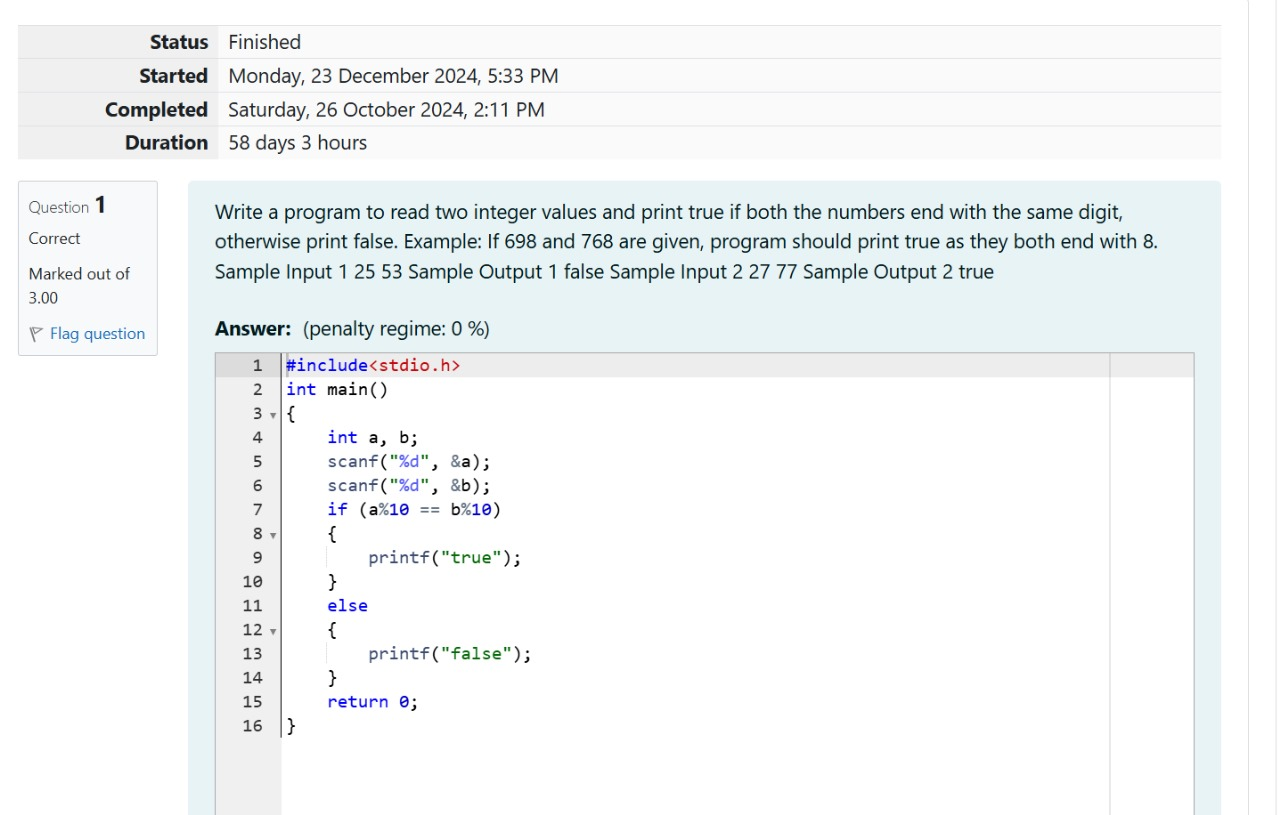 Status Finished
Started Monday, 23 December 2024, 5:33 PM
Completed Saturday, 26 October 2024, 2:11 PM
Duration 58 days 3 hours
Question 1
Correct
Marked out of
3.00
Flag question
Write a program to read two integer values and print true if both the numbers end with the same digit,
otherwise print false. Example: If 698 and 768 are given, program should print true as they both end with 8.
Sample Input 1 25 53 Sample Output 1 false Sample Input 2 27 77 Sample Output 2 true
Answer: (penalty regime: 0 %)
1 #include<stdio.h>
2 int main()
3 {
4 int a, b;
5 scanf("%d", &a);
6 scanf("%d", &b);
7 if (a%10 == b%10)
8 {
9 printf("true");
10 }
11 else
12 {
13 printf("false");
14 }
15 return 0;
16 }